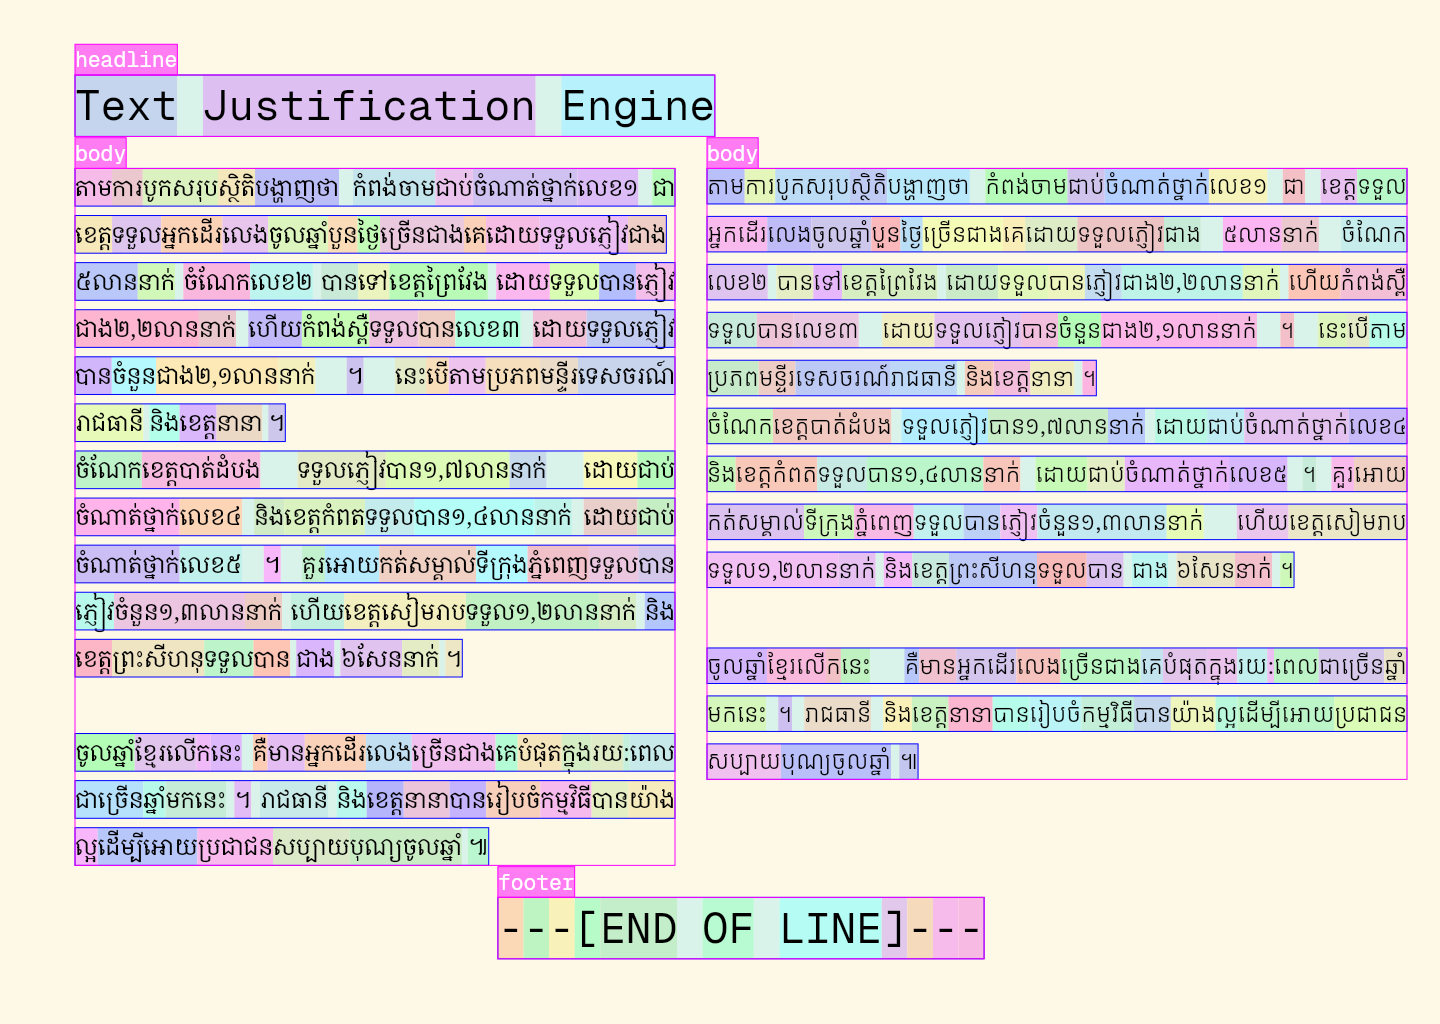 headline
Text Justification Engine
body
តាមការបូកសរុបស្ថិតិបង្ហាញថា កំពង់ចាមជាប់ចំណាត់ថ្នាក់លេខ១ ជា
ខេត្តទទួលអ្នកដើរលេងចូលឆ្នាំបួនថ្ងៃច្រើនជាងគេដោយទទួលភ្ញៀវជាង
៥លាននាក់ ចំណែកលេខ២ បានទៅខេត្តព្រៃវែង ដោយទទួលបានភ្ញៀវ
ជាង២,២លាននាក់ ហើយកំពង់ស្ពឺទទួលបានលេខ៣ ដោយទទួលភ្ញៀវ
បានចំនួនជាង២,១លាននាក់ ។ នេះបើតាមប្រភពមន្ទីរទេសចរណ៍
រាជធានី និងខេត្តនានា ។
ចំណែកខេត្តបាត់ដំបង ទទួលភ្ញៀវបាន១,៧លាននាក់ ដោយជាប់
ចំណាត់ថ្នាក់លេខ៤ និងខេត្តកំពតទទួលបាន១,៤លាននាក់ ដោយជាប់
ចំណាត់ថ្នាក់លេខ៥ ។ គួរអោយកត់សម្គាល់ទីក្រុងភ្នំពេញទទួលបាន
ភ្ញៀវចំនួន១,៣លាននាក់ ហើយខេត្តសៀមរាបទទួល១,២លាននាក់ និង
ខេត្តព្រះសីហនុទទួលបាន ជាង ៦សែននាក់ ។
ចូលឆ្នាំខ្មែរលើកនេះ គឺមានអ្នកដើរលេងច្រើនជាងគេបំផុតក្នុងរយៈពេល
ជាច្រើនឆ្នាំមកនេះ ។ រាជធានី និងខេត្តនានាបានរៀបចំកម្មវិធីបានយ៉ាង
ល្អដើម្បីអោយប្រជាជនសប្បាយបុណ្យចូលឆ្នាំ ៕
body
តាមការបូកសរុបស្ថិតិបង្ហាញថា កំពង់ចាមជាប់ចំណាត់ថ្នាក់លេខ១ ជា ខេត្តទទួល
អ្នកដើរលេងចូលឆ្នាំបួនថ្ងៃច្រើនជាងគេដោយទទួលភ្ញៀវជាង ៥លាននាក់ ចំណែក
លេខ២ បានទៅខេត្តព្រៃវែង ដោយទទួលបានភ្ញៀវជាង២,២លាននាក់ ហើយកំពង់ស្ពឺ
ទទួលបានលេខ៣ ដោយទទួលភ្ញៀវបានចំនួនជាង២,១លាននាក់ ។ នេះបើតាម
ប្រភពមន្ទីរទេសចរណ៍រាជធានី និងខេត្តនានា ។
ចំណែកខេត្តបាត់ដំបង ទទួលភ្ញៀវបាន១,៧លាននាក់ ដោយជាប់ចំណាត់ថ្នាក់លេខ៤
និងខេត្តកំពតទទួលបាន១,៤លាននាក់ ដោយជាប់ចំណាត់ថ្នាក់លេខ៥ ។ គួរអោយ
កត់សម្គាល់ទីក្រុងភ្នំពេញទទួលបានភ្ញៀវចំនួន១,៣លាននាក់ ហើយខេត្តសៀមរាប
ទទួល១,២លាននាក់ និងខេត្តព្រះសីហនុទទួលបាន ជាង ៦សែននាក់ ។
ចូលឆ្នាំខ្មែរលើកនេះ គឺមានអ្នកដើរលេងច្រើនជាងគេបំផុតក្នុងរយៈពេលជាច្រើនឆ្នាំ
មកនេះ ។ រាជធានី និងខេត្តនានាបានរៀបចំកម្មវិធីបានយ៉ាងល្អដើម្បីអោយប្រជាជន
សប្បាយបុណ្យចូលឆ្នាំ ៕
footer
---[END OF LINE]---